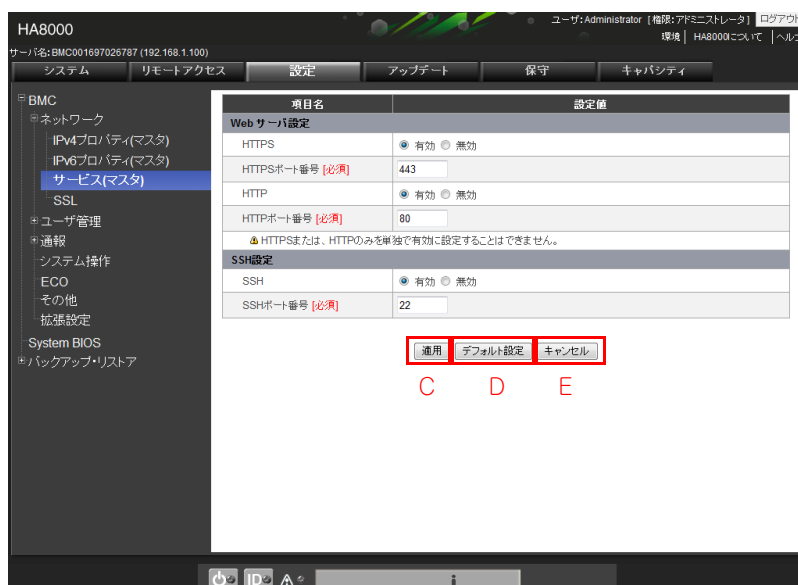 HA8000
ユーザ:Administrator [権限:アドミニストレータ] ログアウト
環境 | HA8000について | ヘル
サーバ名:BMC001697026787 (192.168.1.100)
システム リモートアクセス 設定 アップデート 保守 キャパシティ
BMC
ネットワーク
IPv4プロパティ(マスタ)
IPv6プロパティ(マスタ)
サービス(マスタ)
SSL
ユーザ管理
通報
システム操作
ECO
その他
拡張設定
System BIOS
バックアップ・リストア
項目名 設定値
Web サーバ設定
HTTPS 有効 無効
HTTPSポート番号 [必須] 443
HTTP 有効 無効
HTTPポート番号 [必須] 80
HTTPSまたは、HTTPのみを単独で有効に設定することはできません。
SSH設定
SSH 有効 無効
SSHポート番号 [必須] 22
適用 デフォルト設定 キャンセル
C D E
ID